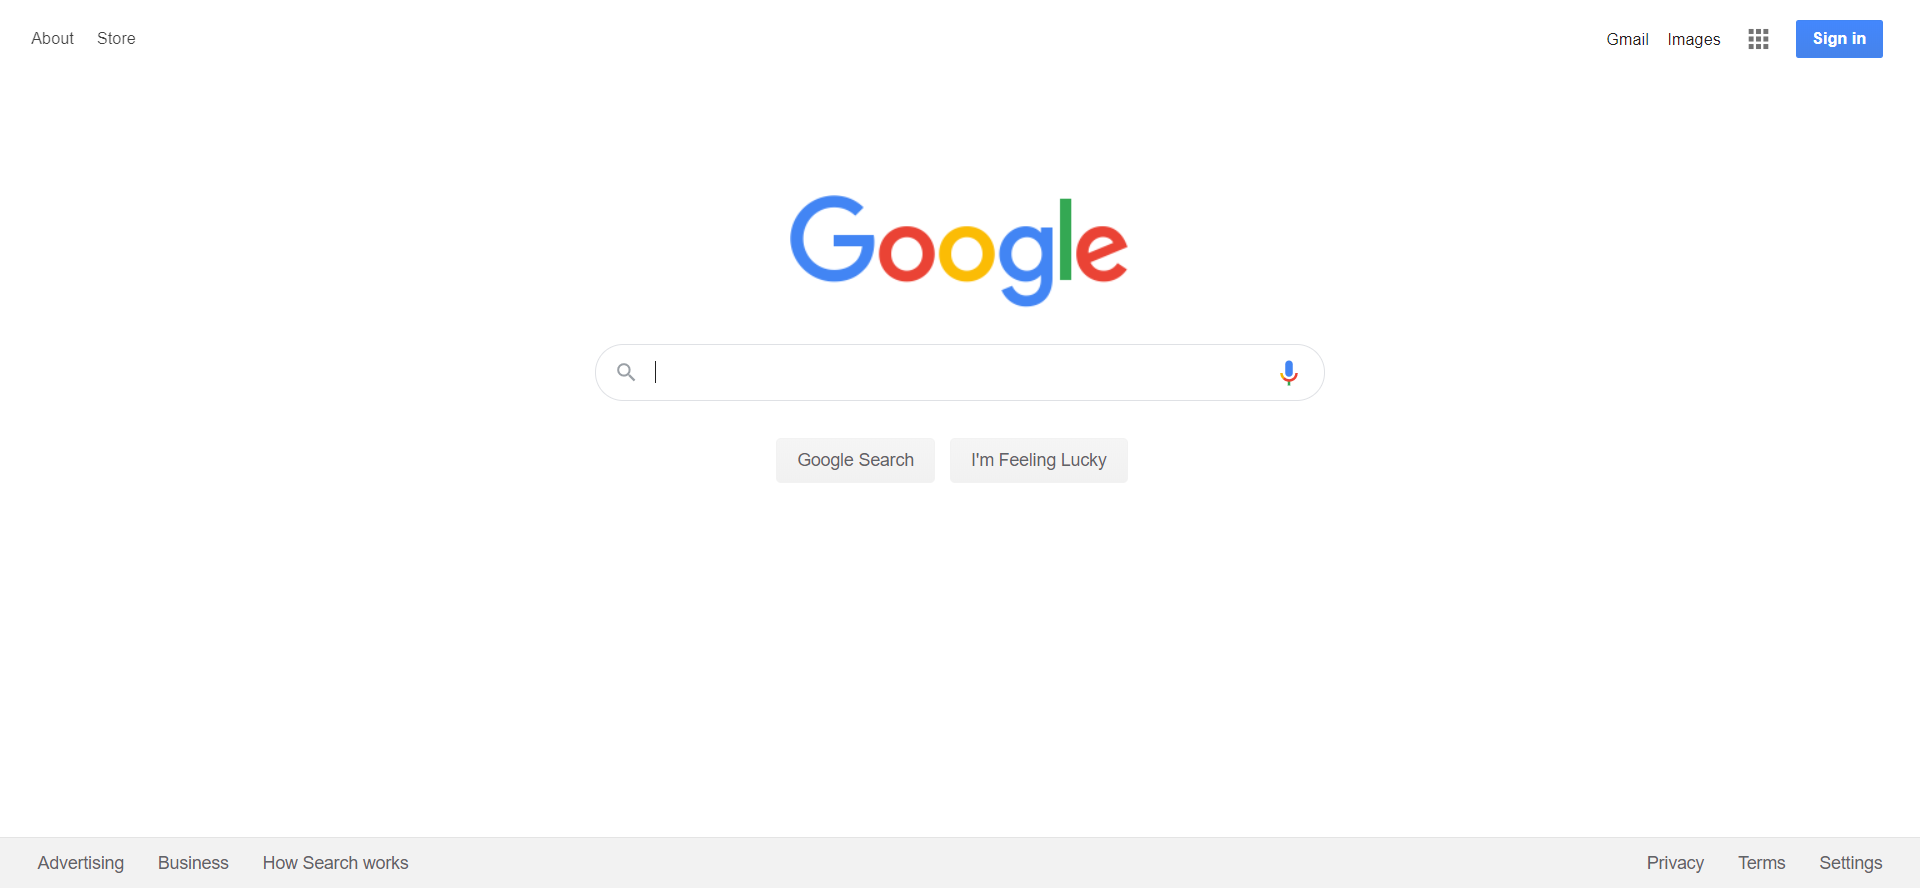 About Store Gmail Images Sign in
Google
Google Search I'm Feeling Lucky
Advertising Business How Search works Privacy Terms Settings